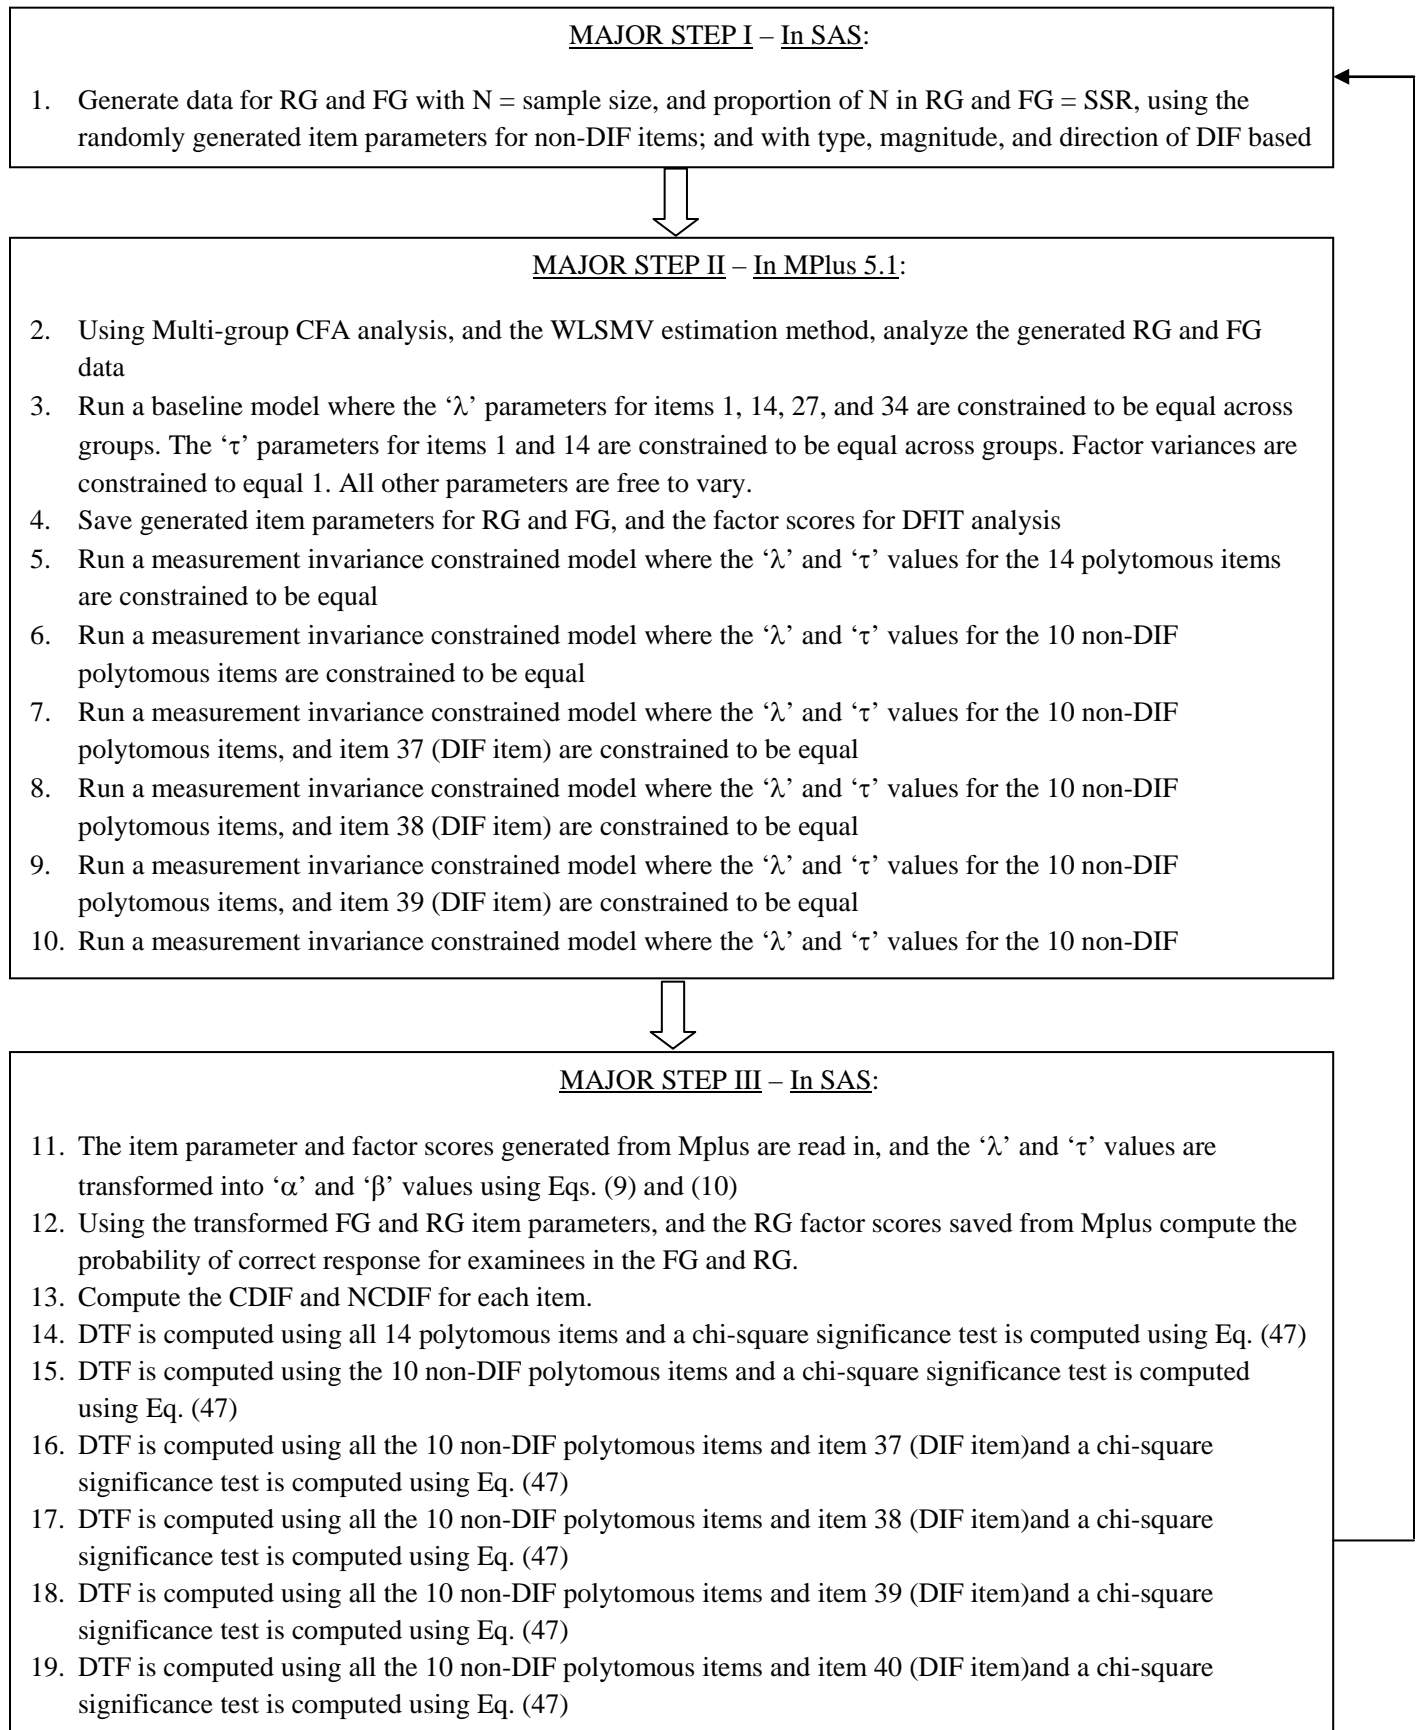 MAJOR STEP I – In SAS:
1. Generate data for RG and FG with N = sample size, and proportion of N in RG and FG = SSR, using the
randomly generated item parameters for non-DIF items; and with type, magnitude, and direction of DIF based
MAJOR STEP II – In MPlus 5.1:
2. Using Multi-group CFA analysis, and the WLSMV estimation method, analyze the generated RG and FG
data
3. Run a baseline model where the ‘λ’ parameters for items 1, 14, 27, and 34 are constrained to be equal across
groups. The ‘τ’ parameters for items 1 and 14 are constrained to be equal across groups. Factor variances are
constrained to equal 1. All other parameters are free to vary.
4. Save generated item parameters for RG and FG, and the factor scores for DFIT analysis
5. Run a measurement invariance constrained model where the ‘λ’ and ‘τ’ values for the 14 polytomous items
are constrained to be equal
6. Run a measurement invariance constrained model where the ‘λ’ and ‘τ’ values for the 10 non-DIF
polytomous items are constrained to be equal
7. Run a measurement invariance constrained model where the ‘λ’ and ‘τ’ values for the 10 non-DIF
polytomous items, and item 37 (DIF item) are constrained to be equal
8. Run a measurement invariance constrained model where the ‘λ’ and ‘τ’ values for the 10 non-DIF
polytomous items, and item 38 (DIF item) are constrained to be equal
9. Run a measurement invariance constrained model where the ‘λ’ and ‘τ’ values for the 10 non-DIF
polytomous items, and item 39 (DIF item) are constrained to be equal
10. Run a measurement invariance constrained model where the ‘λ’ and ‘τ’ values for the 10 non-DIF
MAJOR STEP III – In SAS:
11. The item parameter and factor scores generated from Mplus are read in, and the ‘λ’ and ‘τ’ values are
transformed into ‘α’ and ‘β’ values using Eqs. (9) and (10)
12. Using the transformed FG and RG item parameters, and the RG factor scores saved from Mplus compute the
probability of correct response for examinees in the FG and RG.
13. Compute the CDIF and NCDIF for each item.
14. DTF is computed using all 14 polytomous items and a chi-square significance test is computed using Eq. (47)
15. DTF is computed using the 10 non-DIF polytomous items and a chi-square significance test is computed
using Eq. (47)
16. DTF is computed using all the 10 non-DIF polytomous items and item 37 (DIF item)and a chi-square
significance test is computed using Eq. (47)
17. DTF is computed using all the 10 non-DIF polytomous items and item 38 (DIF item)and a chi-square
significance test is computed using Eq. (47)
18. DTF is computed using all the 10 non-DIF polytomous items and item 39 (DIF item)and a chi-square
significance test is computed using Eq. (47)
19. DTF is computed using all the 10 non-DIF polytomous items and item 40 (DIF item)and a chi-square
significance test is computed using Eq. (47)